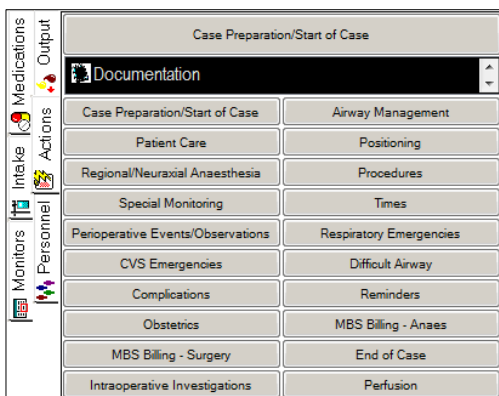 Medications
Intake
Monitors
Output
Actions
Personnel
Case Preparation/Start of Case
Documentation
Case Preparation/Start of Case Airway Management
Patient Care Positioning
Regional/Neuraxial Anaesthesia Procedures
Special Monitoring Times
Perioperative Events/Observations Respiratory Emergencies
CVS Emergencies Difficult Airway
Complications Reminders
Obstetrics MBS Billing - Anaes
MBS Billing - Surgery End of Case
Intraoperative Investigations Perfusion